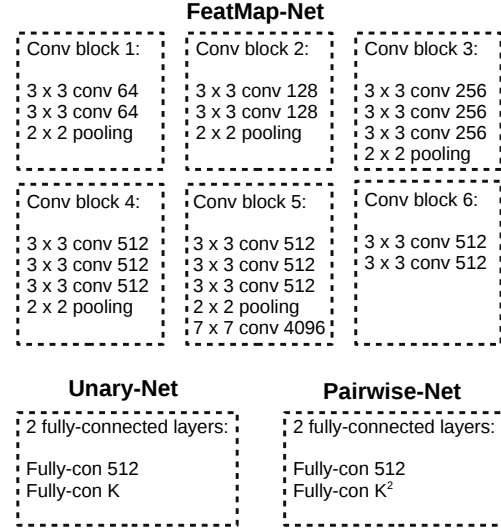 FeatMap-Net
Conv block 1:
3 x 3 conv 64
3 x 3 conv 64
2 x 2 pooling
Conv block 2:
3 x 3 conv 128
3 x 3 conv 128
2 x 2 pooling
Conv block 3:
3 x 3 conv 256
3 x 3 conv 256
3 x 3 conv 256
2 x 2 pooling
Conv block 4:
3 x 3 conv 512
3 x 3 conv 512
3 x 3 conv 512
2 x 2 pooling
Conv block 5:
3 x 3 conv 512
3 x 3 conv 512
3 x 3 conv 512
2 x 2 pooling
7 x 7 conv 4096
Conv block 6:
3 x 3 conv 512
3 x 3 conv 512
Unary-Net
2 fully-connected layers:
Fully-con 512
Fully-con K
Pairwise-Net
2 fully-connected layers:
Fully-con 512
Fully-con K²